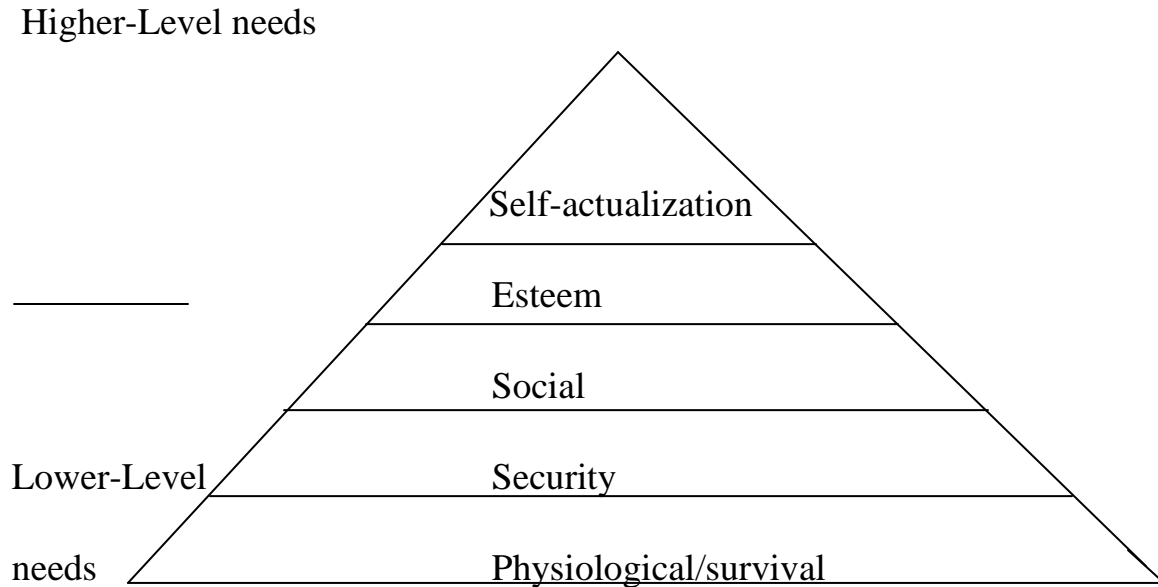 Higher-Level needs
Self-actualization
Esteem
Social
Lower-Level
Security
needs
Physiological/survival